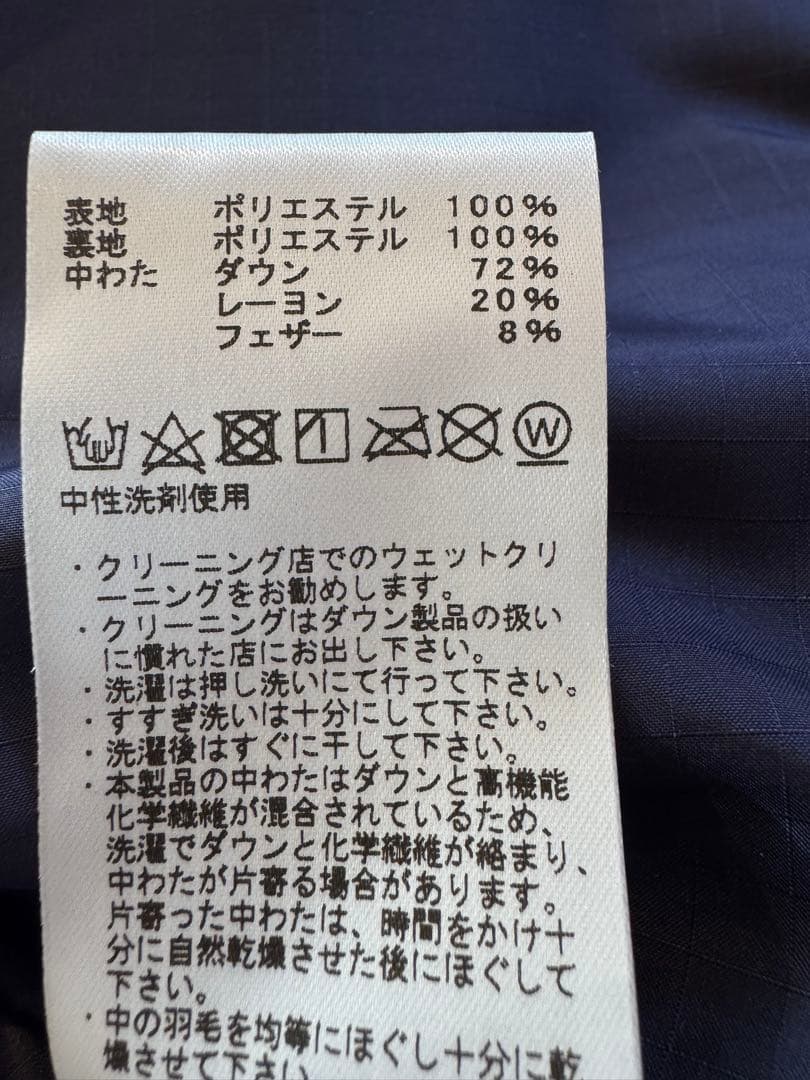 表地 ポリエステル 100%
裏地 ポリエステル 100%
中わた ダウン 72%
レーヨン 20%
フェザー 8%
W
中性洗剤使用
・クリーニング店でのウェットクリ
ーニングをお勧めします。
・クリーニングはダウン製品の扱い
に慣れた店にお出し下さい。
・洗濯は押し洗いにて行って下さい。
・すすぎ洗いは十分にして下さい。
・洗濯後はすぐに干して下さい。
・本製品の中わたはダウンと高機能
化学繊維が混合されているため、
洗濯でダウンと化学繊維が絡まり、
中わたが片寄る場合があります。
片寄った中わたは、時間をかけ十
分に自然乾燥させた後にほぐして
下さい。
・中の羽毛を均等にほぐし十分に乾
燥させて下さい。